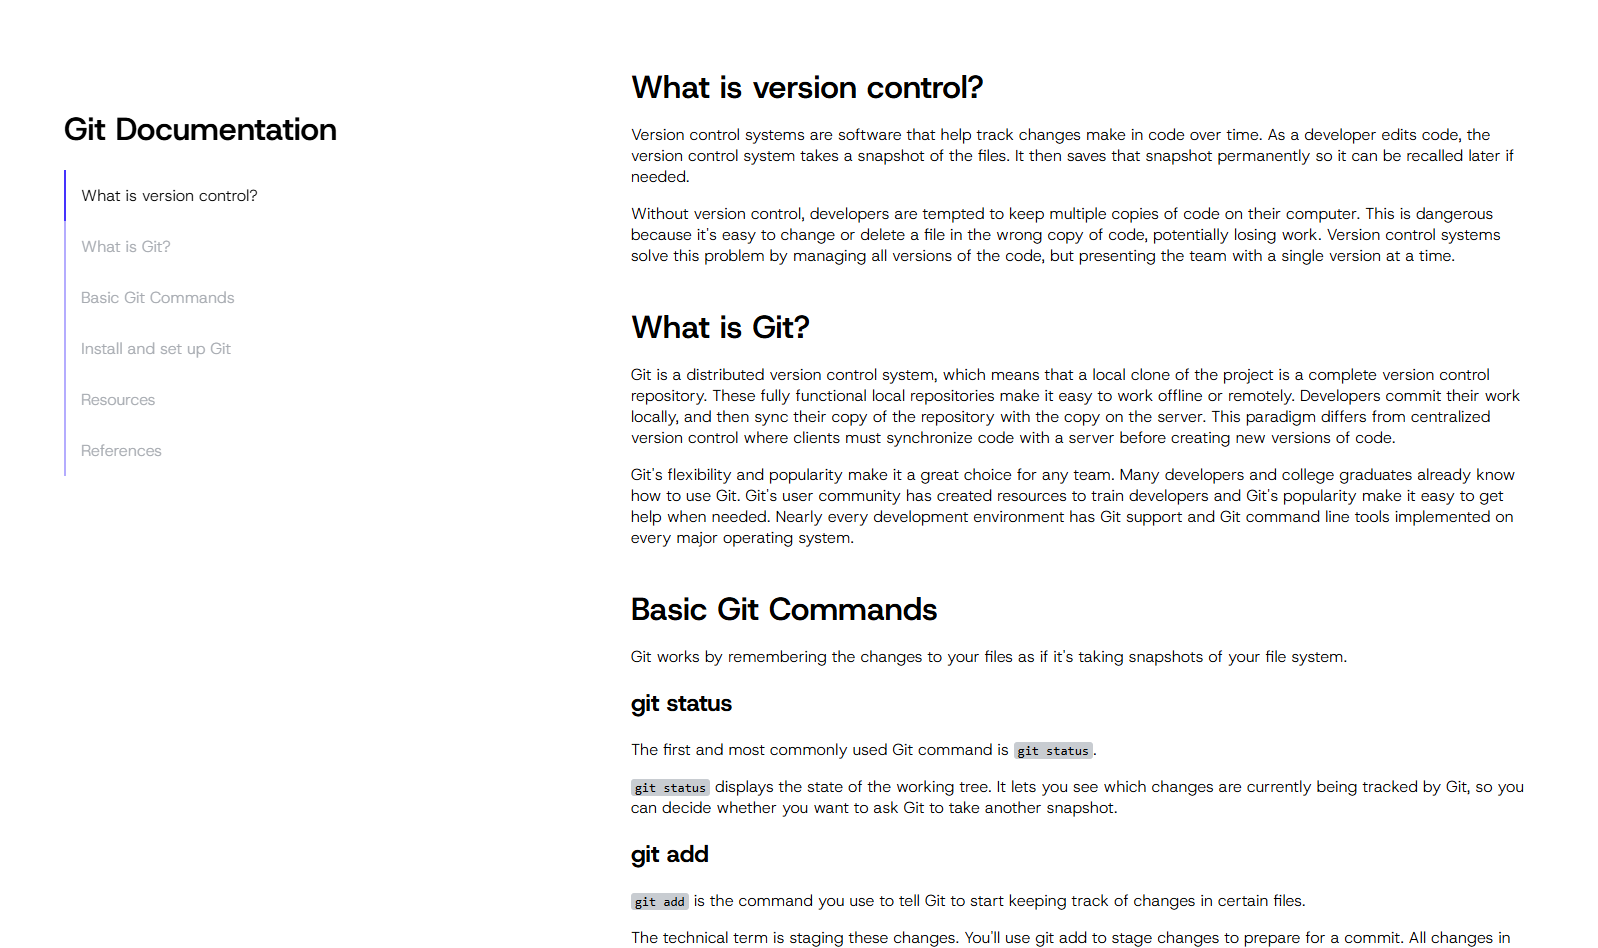 Git Documentation
What is version control?
What is Git?
Basic Git Commands
Install and set up Git
Resources
References
What is version control?
Version control systems are software that help track changes make in code over time. As a developer edits code, the
version control system takes a snapshot of the files. It then saves that snapshot permanently so it can be recalled later if
needed.
Without version control, developers are tempted to keep multiple copies of code on their computer. This is dangerous
because it's easy to change or delete a file in the wrong copy of code, potentially losing work. Version control systems
solve this problem by managing all versions of the code, but presenting the team with a single version at a time.
What is Git?
Git is a distributed version control system, which means that a local clone of the project is a complete version control
repository. These fully functional local repositories make it easy to work offline or remotely. Developers commit their work
locally, and then sync their copy of the repository with the copy on the server. This paradigm differs from centralized
version control where clients must synchronize code with a server before creating new versions of code.
Git's flexibility and popularity make it a great choice for any team. Many developers and college graduates already know
how to use Git. Git's user community has created resources to train developers and Git's popularity make it easy to get
help when needed. Nearly every development environment has Git support and Git command line tools implemented on
every major operating system.
Basic Git Commands
Git works by remembering the changes to your files as if it's taking snapshots of your file system.
git status
The first and most commonly used Git command is git status.
git status displays the state of the working tree. It lets you see which changes are currently being tracked by Git, so you
can decide whether you want to ask Git to take another snapshot.
git add
git add is the command you use to tell Git to start keeping track of changes in certain files.
The technical term is staging these changes. You'll use git add to stage changes to prepare for a commit. All changes in